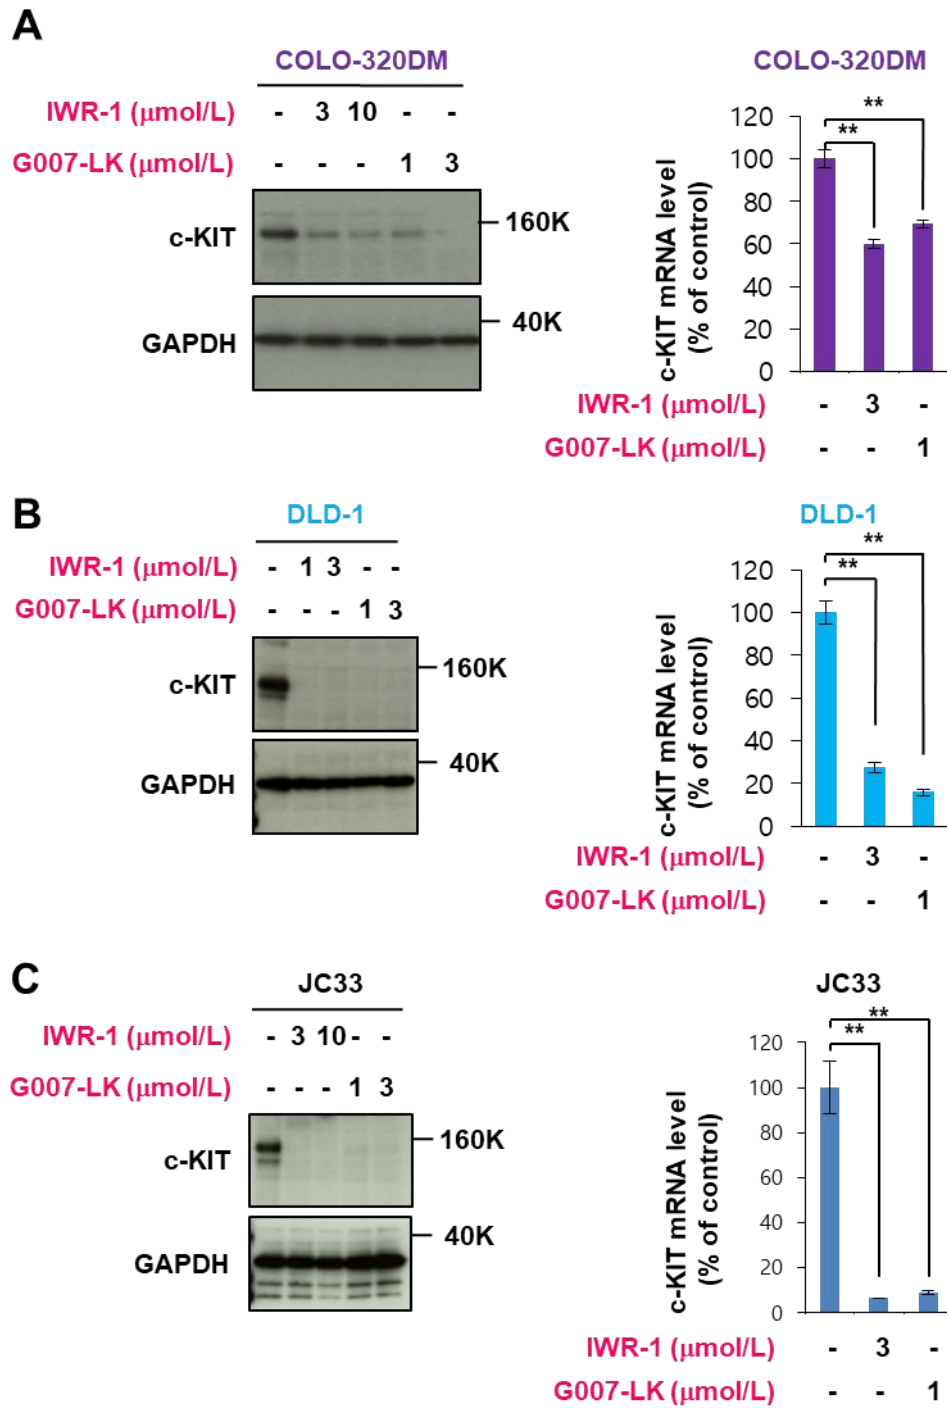 A
COLO-320DM
IWR-1 (μmol/L) - 3 10 - -
G007-LK (μmol/L) - - - 1 3
c-KIT
160K
GAPDH
40K
COLO-320DM
**
**
c-KIT mRNA level
(% of control)
120
100
80
60
40
20
0
IWR-1 (μmol/L) - 3 -
G007-LK (μmol/L) - - 1
B
DLD-1
IWR-1 (μmol/L) - 1 3 - -
G007-LK (μmol/L) - - - 1 3
c-KIT
160K
GAPDH
40K
DLD-1
**
**
c-KIT mRNA level
(% of control)
120
100
80
60
40
20
0
IWR-1 (μmol/L) - 3 -
G007-LK (μmol/L) - - 1
C
JC33
IWR-1 (μmol/L) - 3 10 - -
G007-LK (μmol/L) - - - 1 3
c-KIT
160K
GAPDH
40K
JC33
**
**
c-KIT mRNA level
(% of control)
120
100
80
60
40
20
0
IWR-1 (μmol/L) - 3 -
G007-LK (μmol/L) - - 1